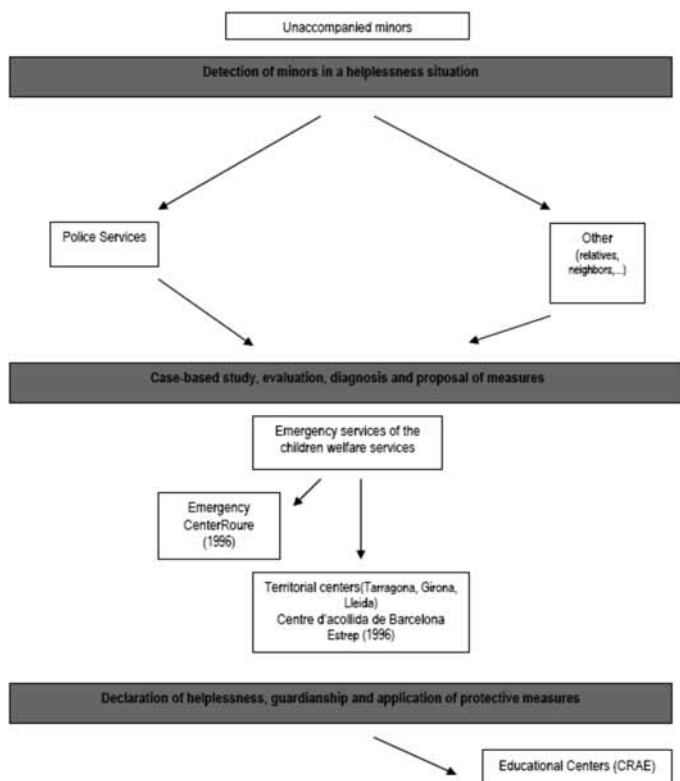 Unaccompanied minors
Detection of minors in a helplessness situation
Police Services
Other
(relatives,
neighbors,...)
Case-based study, evaluation, diagnosis and proposal of measures
Emergency services of the
children welfare services
Emergency
CenterRoure
(1996)
Territorial centers(Tarragona, Girona,
Lleida)
Centre d'acollida de Barcelona
Estrep (1996)
Declaration of helplessness, guardianship and application of protective measures
Educational Centers (CRAE)